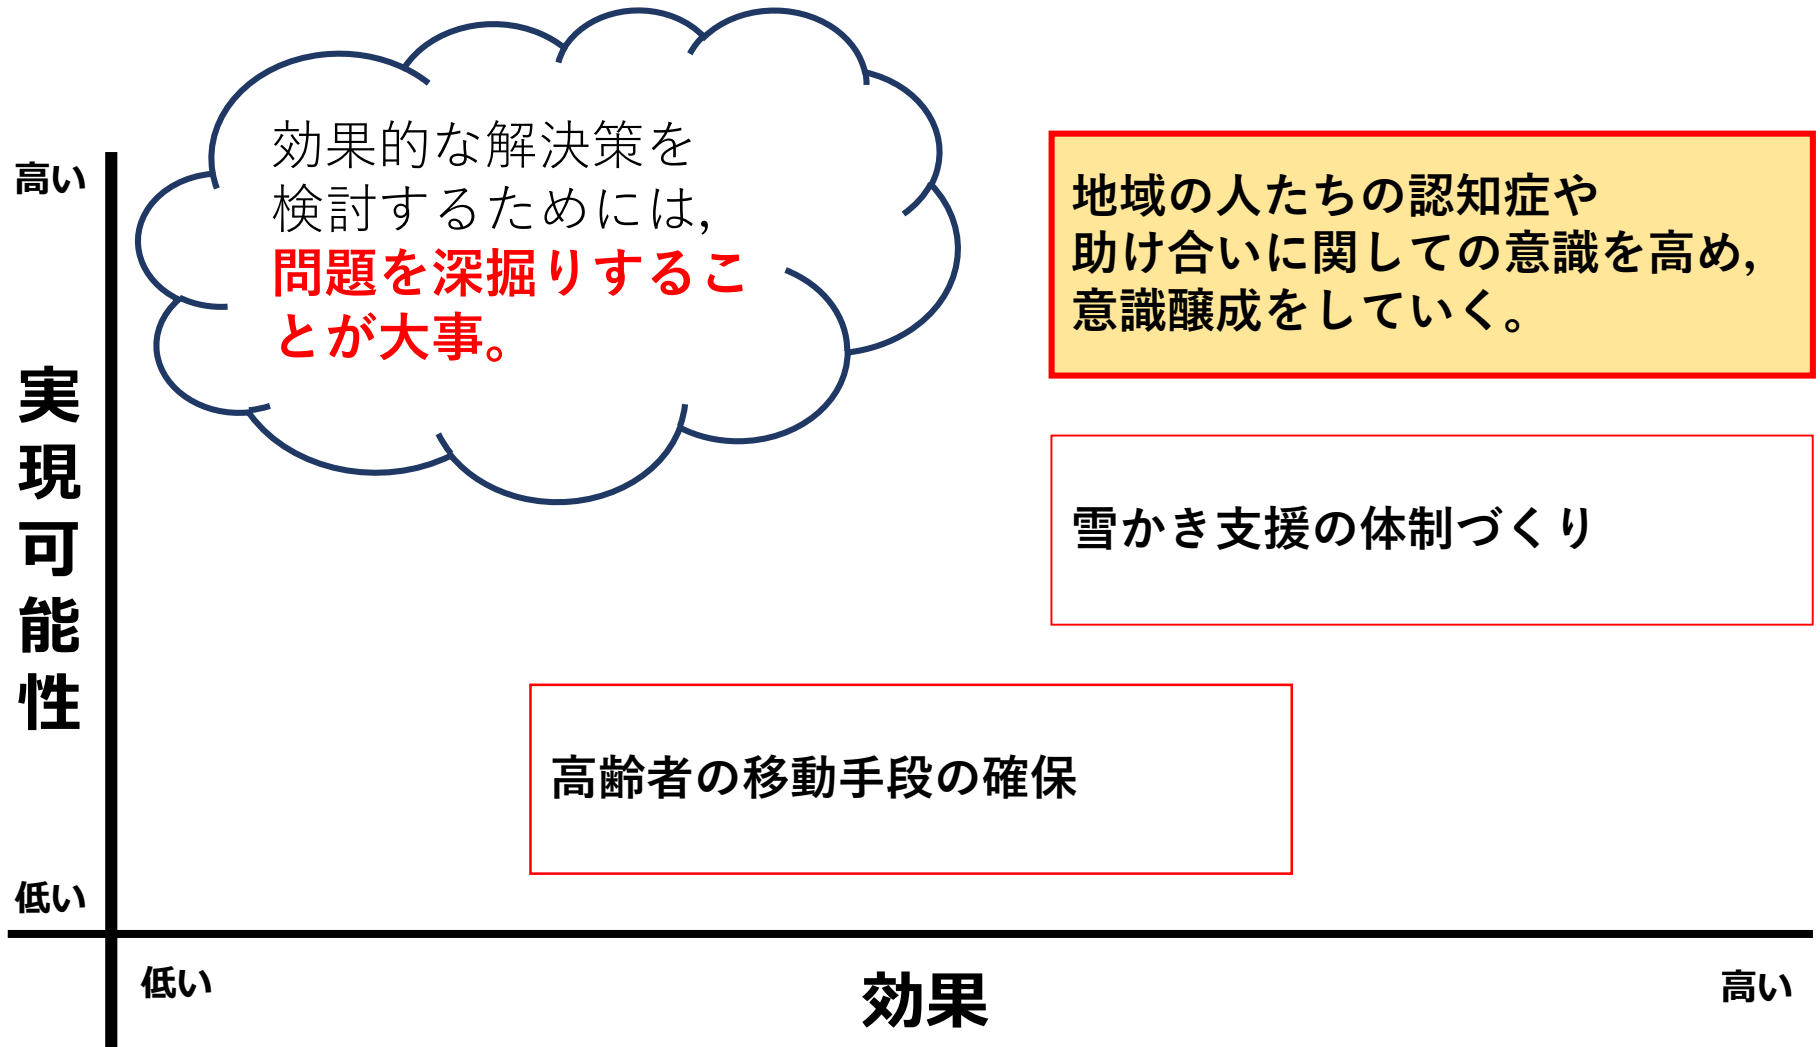 効果的な解決策を
検討するためには,
問題を深掘りするこ
とが大事。
高い
地域の人たちの認知症や
助け合いに関しての意識を高め,
意識醸成をしていく。
実現可能性
雪かき支援の体制づくり
高齢者の移動手段の確保
低い
低い
効果
高い